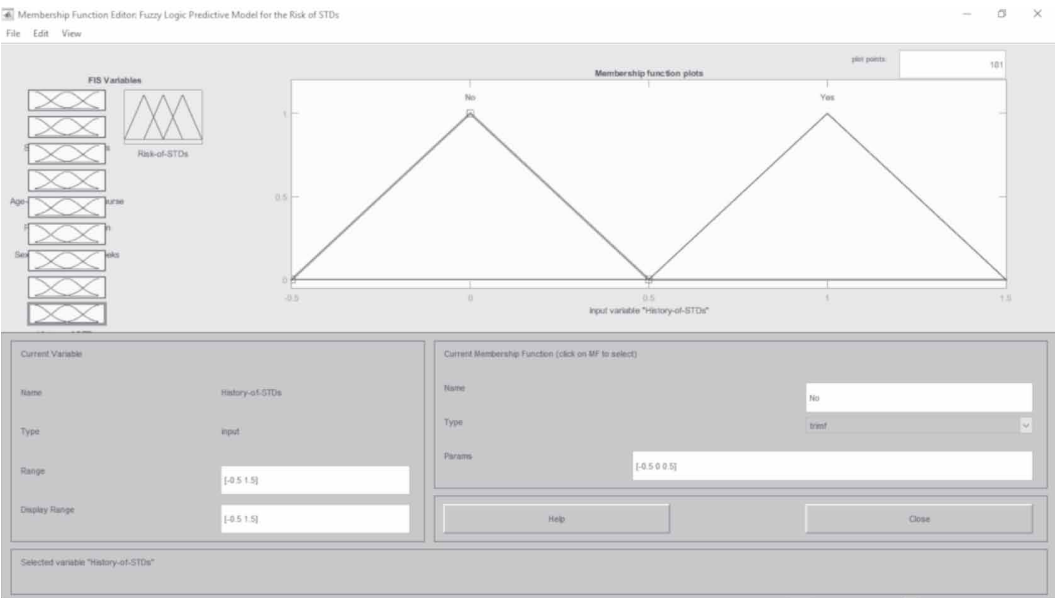 Membership Function Editor: Fuzzy Logic Predictive Model for the Risk of STDs
File Edit View
FIS Variables
Risk-of-STDs
Membership function plots
plot points:
181
No
Yes
1
0.5
0
-0.5 0 0.5 1 1.5
input variable "History-of-STDs"
Current Variable
Name History-of-STDs
Type input
Range [-0.5 1.5]
Display Range [-0.5 1.5]
Current Membership Function (click on MF to select)
Name No
Type trimf
Params [-0.5 0 0.5]
Help
Close
Selected variable "History-of-STDs"